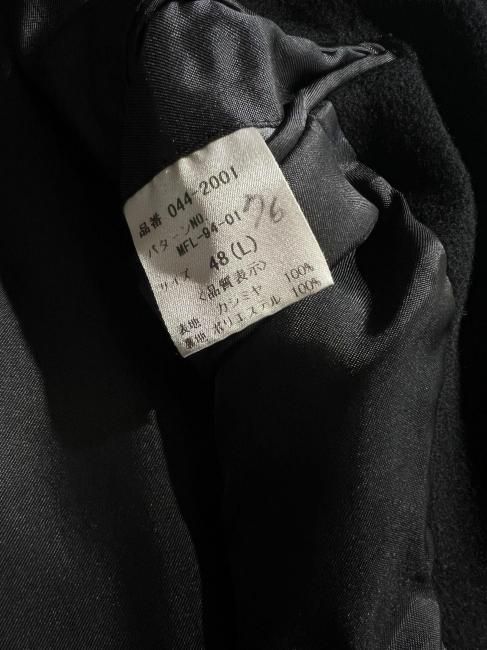 品番 044-2001
パターンNO.
MFL-94-01 76
サイズ 48(L)
<品質表示>
表地 カシミヤ 100%
裏地 ポリエステル 100%